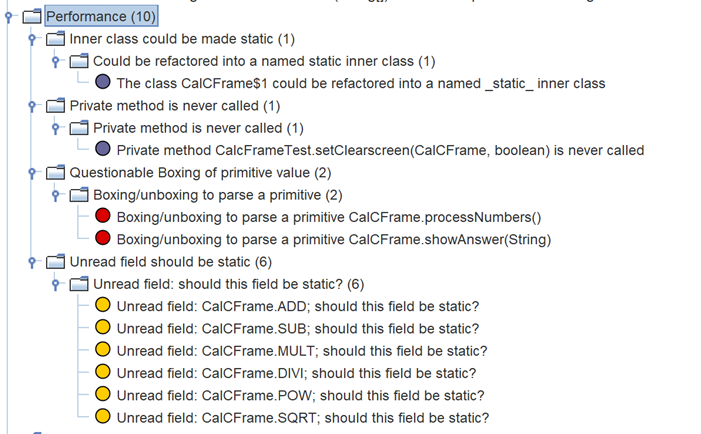 Performance (10)
Inner class could be made static (1)
Could be refactored into a named static inner class (1)
The class CalCFrame$1 could be refactored into a named _static_ inner class
Private method is never called (1)
Private method is never called (1)
Private method CalcFrameTest.setClearscreen(CalCFrame, boolean) is never called
Questionable Boxing of primitive value (2)
Boxing/unboxing to parse a primitive (2)
Boxing/unboxing to parse a primitive CalCFrame.processNumbers()
Boxing/unboxing to parse a primitive CalCFrame.showAnswer(String)
Unread field should be static (6)
Unread field: should this field be static? (6)
Unread field: CalCFrame.ADD; should this field be static?
Unread field: CalCFrame.SUB; should this field be static?
Unread field: CalCFrame.MULT; should this field be static?
Unread field: CalCFrame.DIVI; should this field be static?
Unread field: CalCFrame.POW; should this field be static?
Unread field: CalCFrame.SQRT; should this field be static?